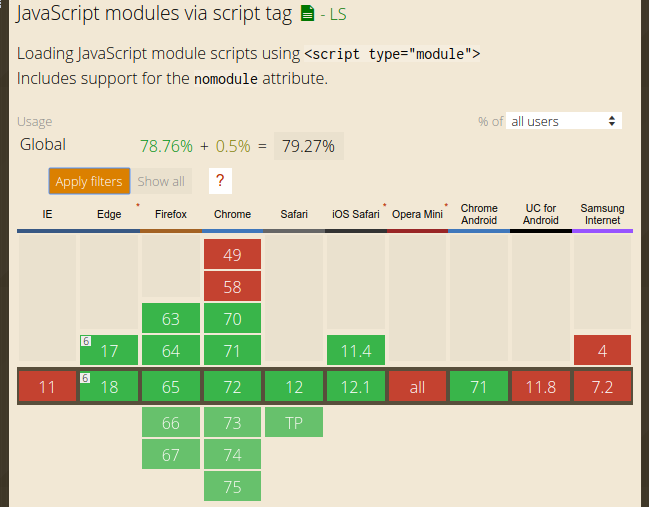 JavaScript modules via script tag - LS
Loading JavaScript module scripts using <script type="module">
Includes support for the nomodule attribute.
Usage % of all users
Global 78.76% + 0.5% = 79.27%
Apply filters Show all ?
IE Edge * Firefox Chrome Safari iOS Safari * Opera Mini * Chrome Android UC for Android Samsung Internet
49
58
63 70
6 17 64 71 11.4 4
11 6 18 65 72 12 12.1 all 71 11.8 7.2
66 73 TP
67 74
75